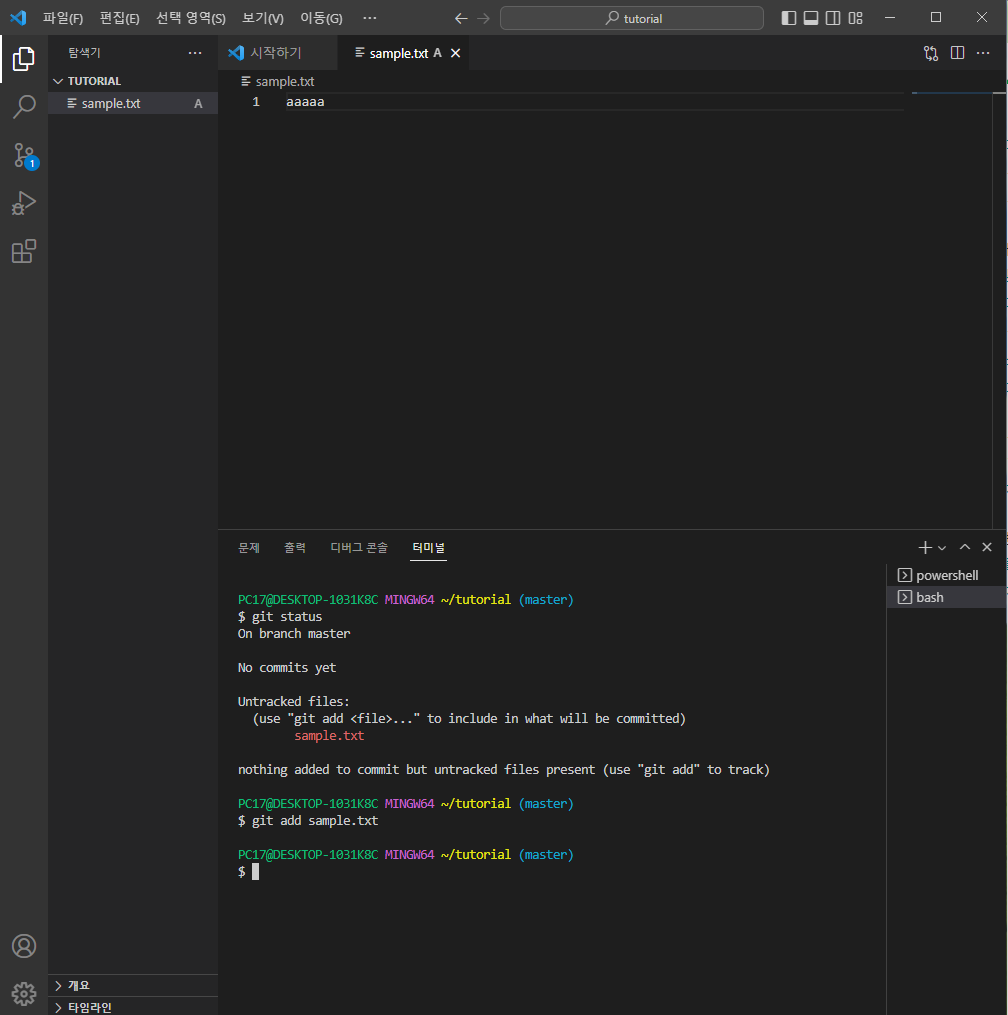 파일(F) 편집(E) 선택 영역(S) 보기(V) 이동(G) ··· tutorial
탐색기 ···
시작하기 sample.txt A
TUTORIAL
sample.txt A
1
sample.txt
1 aaaaa
문제 출력 디버그 콘솔 터미널
powershell
bash
PC17@DESKTOP-1031K8C MINGW64 ~/tutorial (master)
$ git status
On branch master
No commits yet
Untracked files:
(use "git add <file>..." to include in what will be committed)
sample.txt
nothing added to commit but untracked files present (use "git add" to track)
PC17@DESKTOP-1031K8C MINGW64 ~/tutorial (master)
$ git add sample.txt
PC17@DESKTOP-1031K8C MINGW64 ~/tutorial (master)
$
개요
타임라인